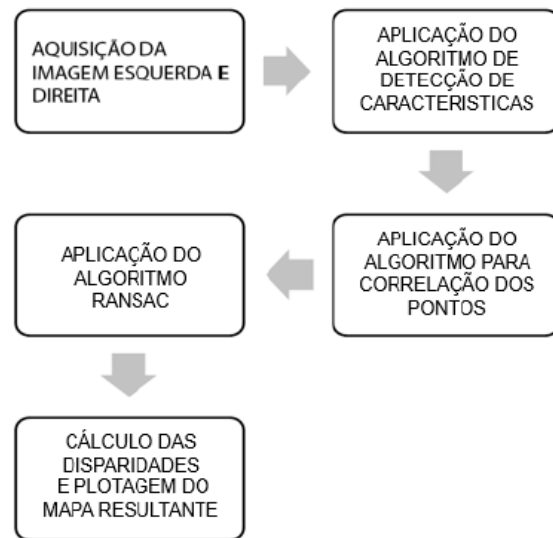 AQUISIÇÃO DA
IMAGEM ESQUERDA E
DIREITA
APLICAÇÃO DO
ALGORITMO DE
DETECÇÃO DE
CARACTERISTICAS
APLICAÇÃO DO
ALGORITMO PARA
CORRELAÇÃO DOS
PONTOS
APLICAÇÃO DO
ALGORITMO
RANSAC
CÁLCULO DAS
DISPARIDADES
E PLOTAGEM DO
MAPA RESULTANTE